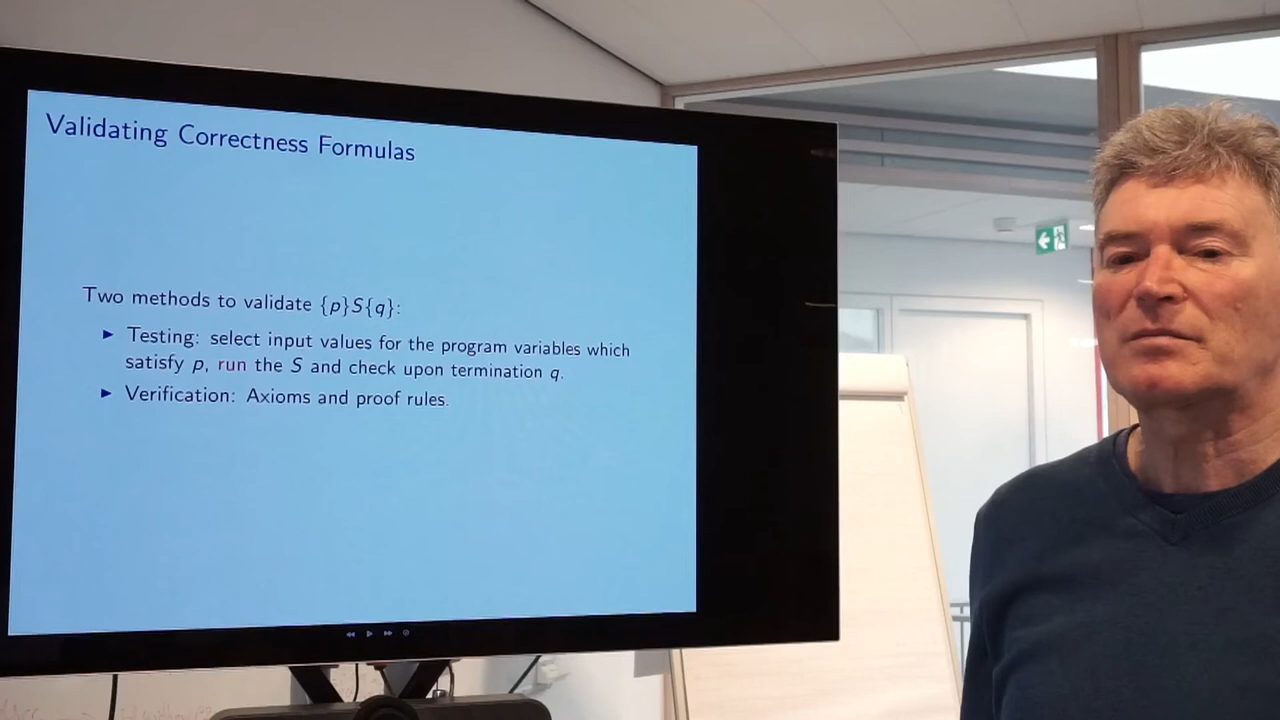 Validating Correctness Formulas
Two methods to validate {p}S{q}:
► Testing: select input values for the program variables which
satisfy p, run the S and check upon termination q.
► Verification: Axioms and proof rules.